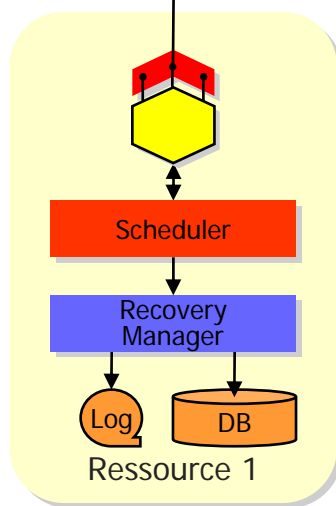 Scheduler
Recovery
Manager
Log
DB
Ressource 1